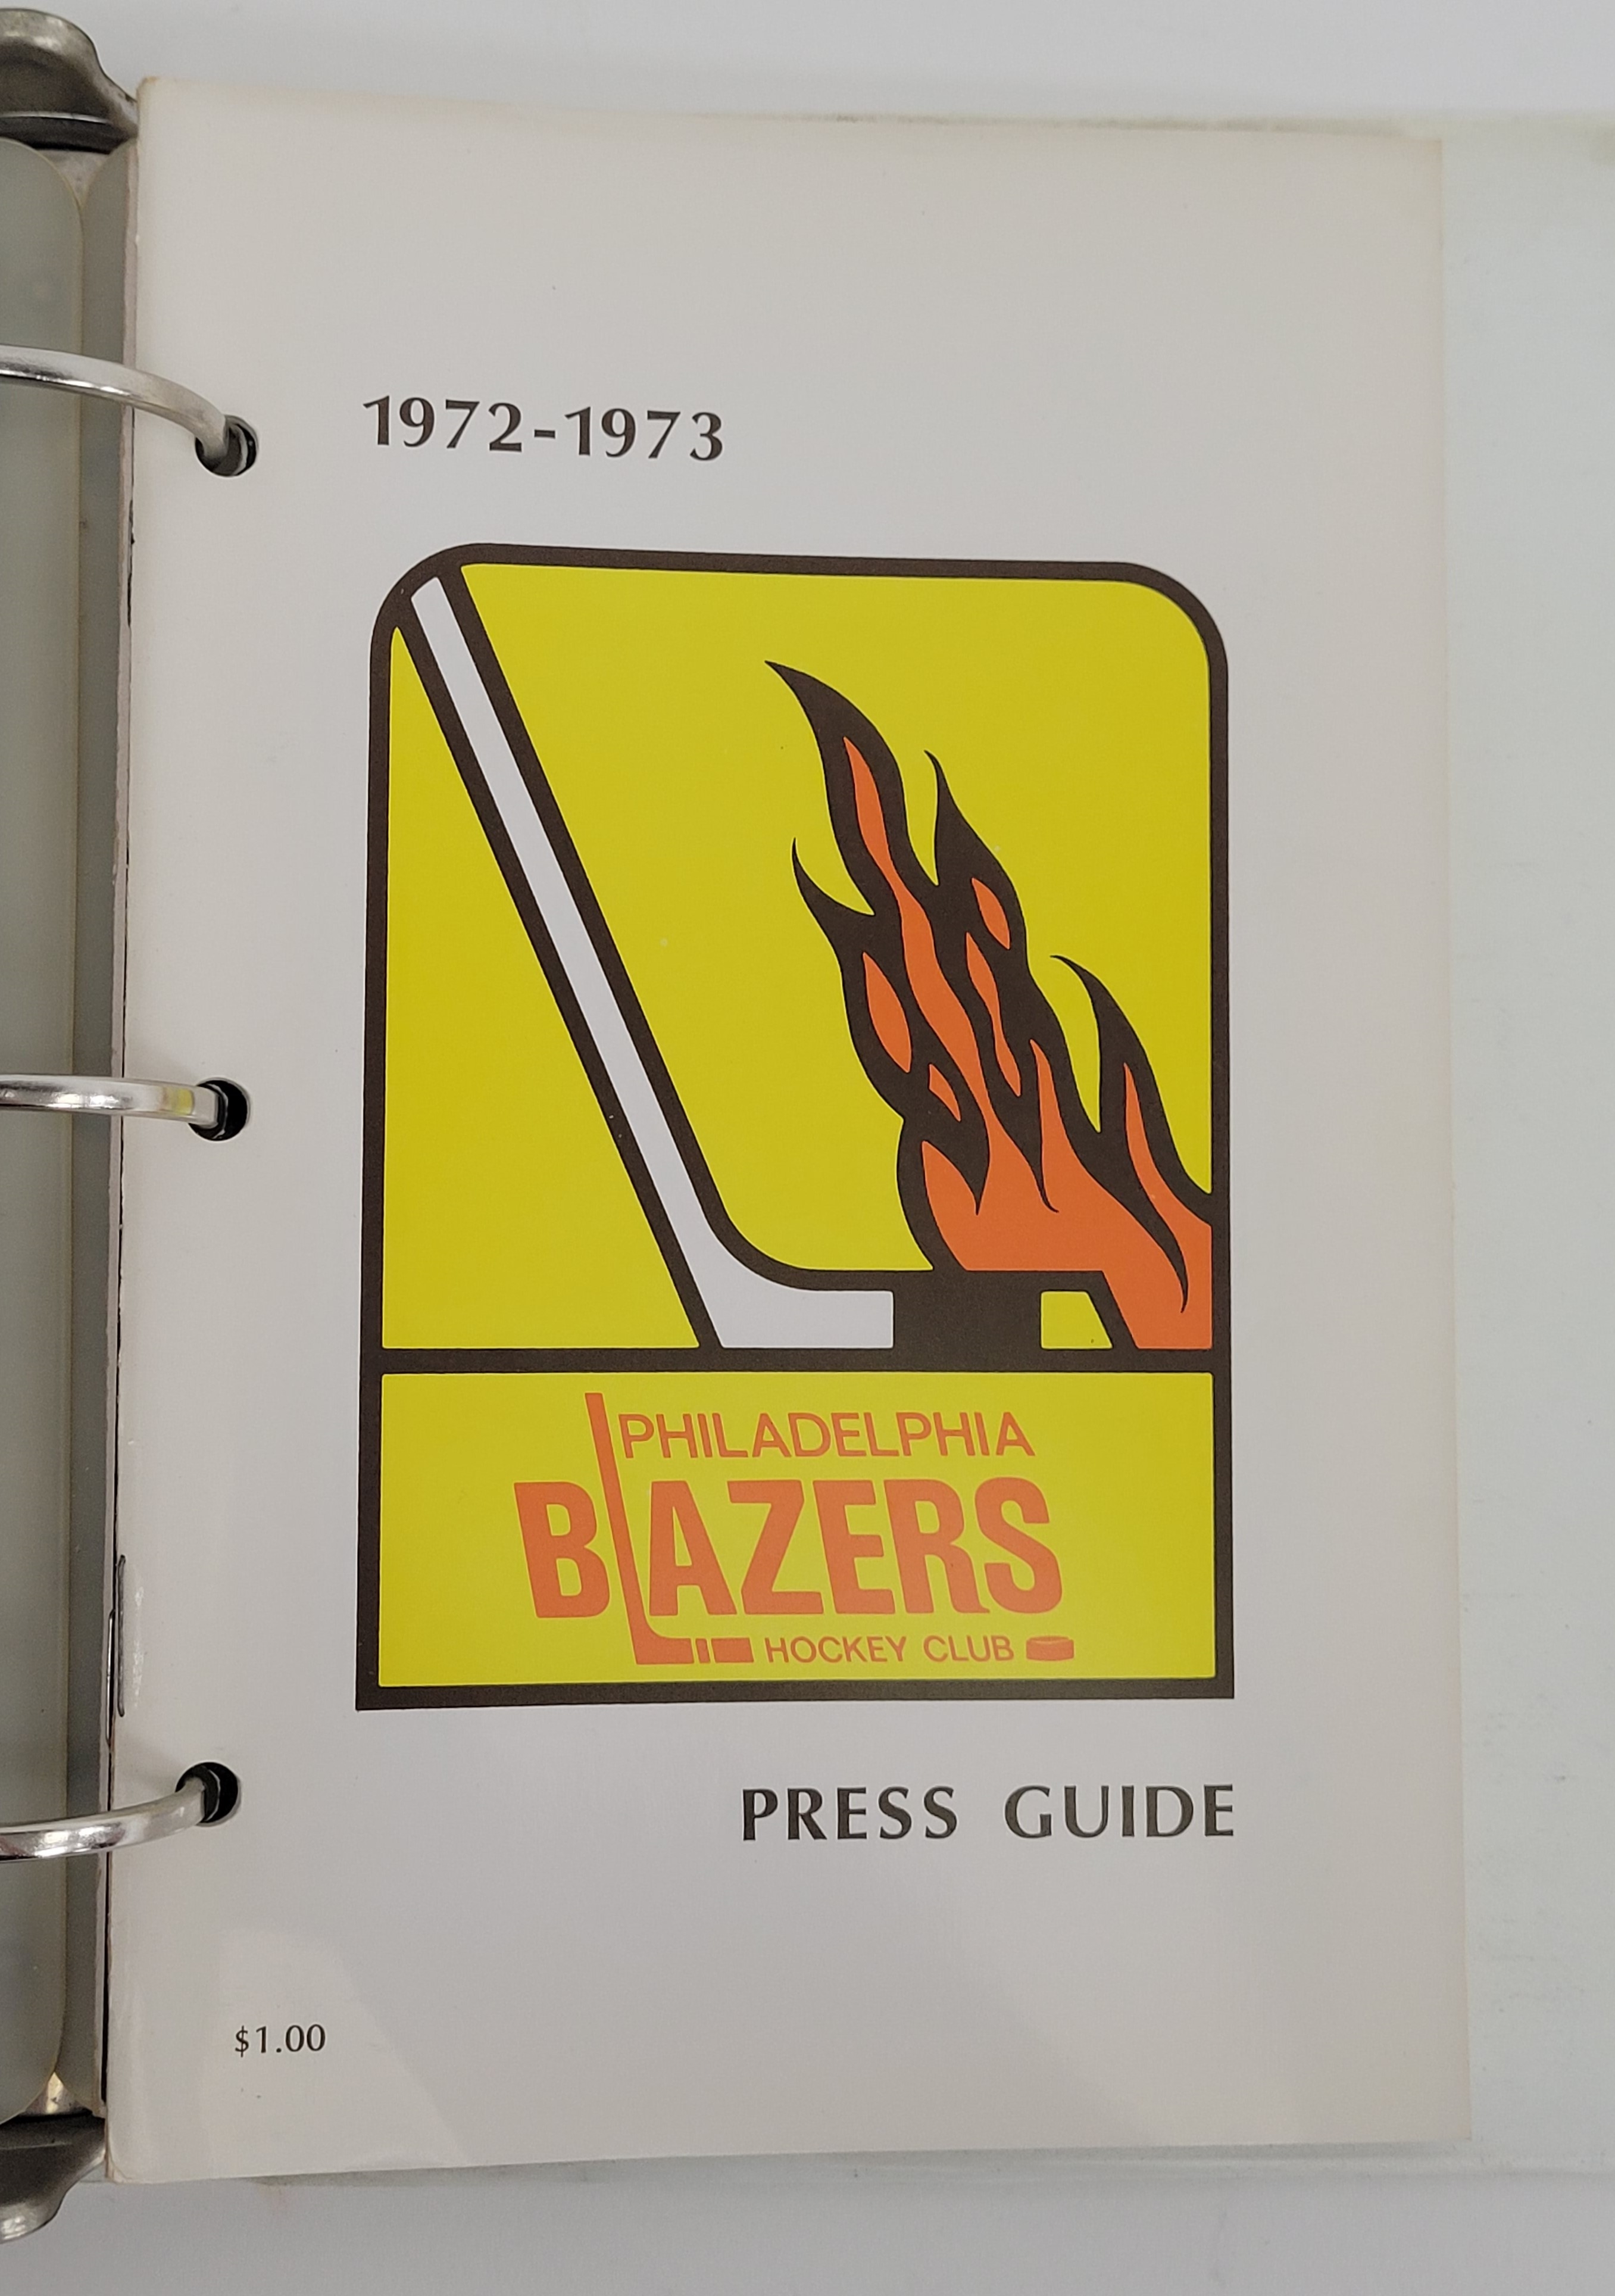 1972-1973
PHILADELPHIA
BLAZERS
HOCKEY CLUB
PRESS GUIDE
$1.00